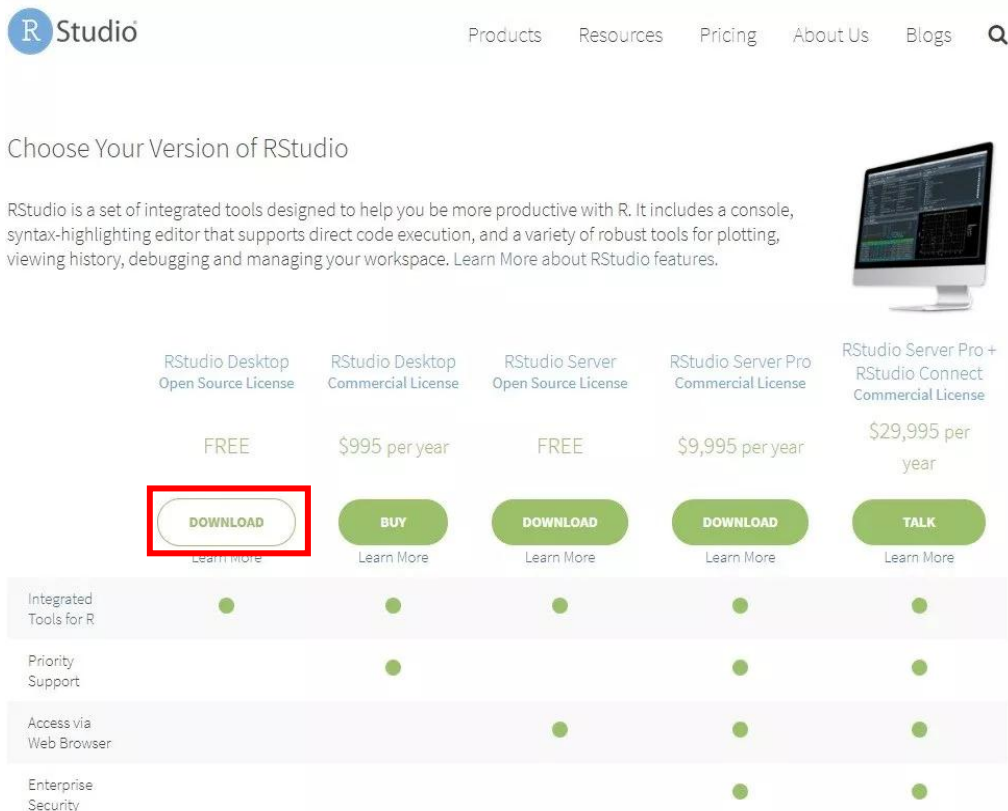 R Studio
Products Resources Pricing About Us Blogs
Choose Your Version of RStudio
RStudio is a set of integrated tools designed to help you be more productive with R. It includes a console,
syntax-highlighting editor that supports direct code execution, and a variety of robust tools for plotting,
viewing history, debugging and managing your workspace. Learn More about RStudio features.
RStudio Desktop
Open Source License
FREE
DOWNLOAD
Learn More
RStudio Desktop
Commercial License
$995 per year
BUY
Learn More
RStudio Server
Open Source License
FREE
DOWNLOAD
Learn More
RStudio Server Pro
Commercial License
$9,995 per year
DOWNLOAD
Learn More
RStudio Server Pro +
RStudio Connect
Commercial License
$29,995 per
year
TALK
Learn More
Integrated
Tools for R
Priority
Support
Access via
Web Browser
Enterprise
Security